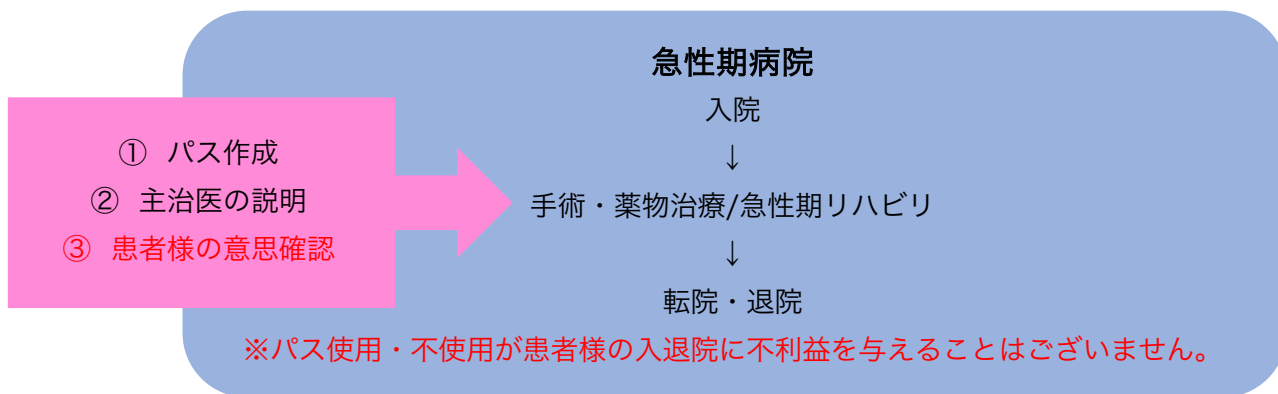 急性期病院
入院
↓
① パス作成
② 主治医の説明
③ 患者様の意思確認
手術・薬物治療/急性期リハビリ
↓
転院・退院
※パス使用・不使用が患者様の入退院に不利益を与えることはございません。